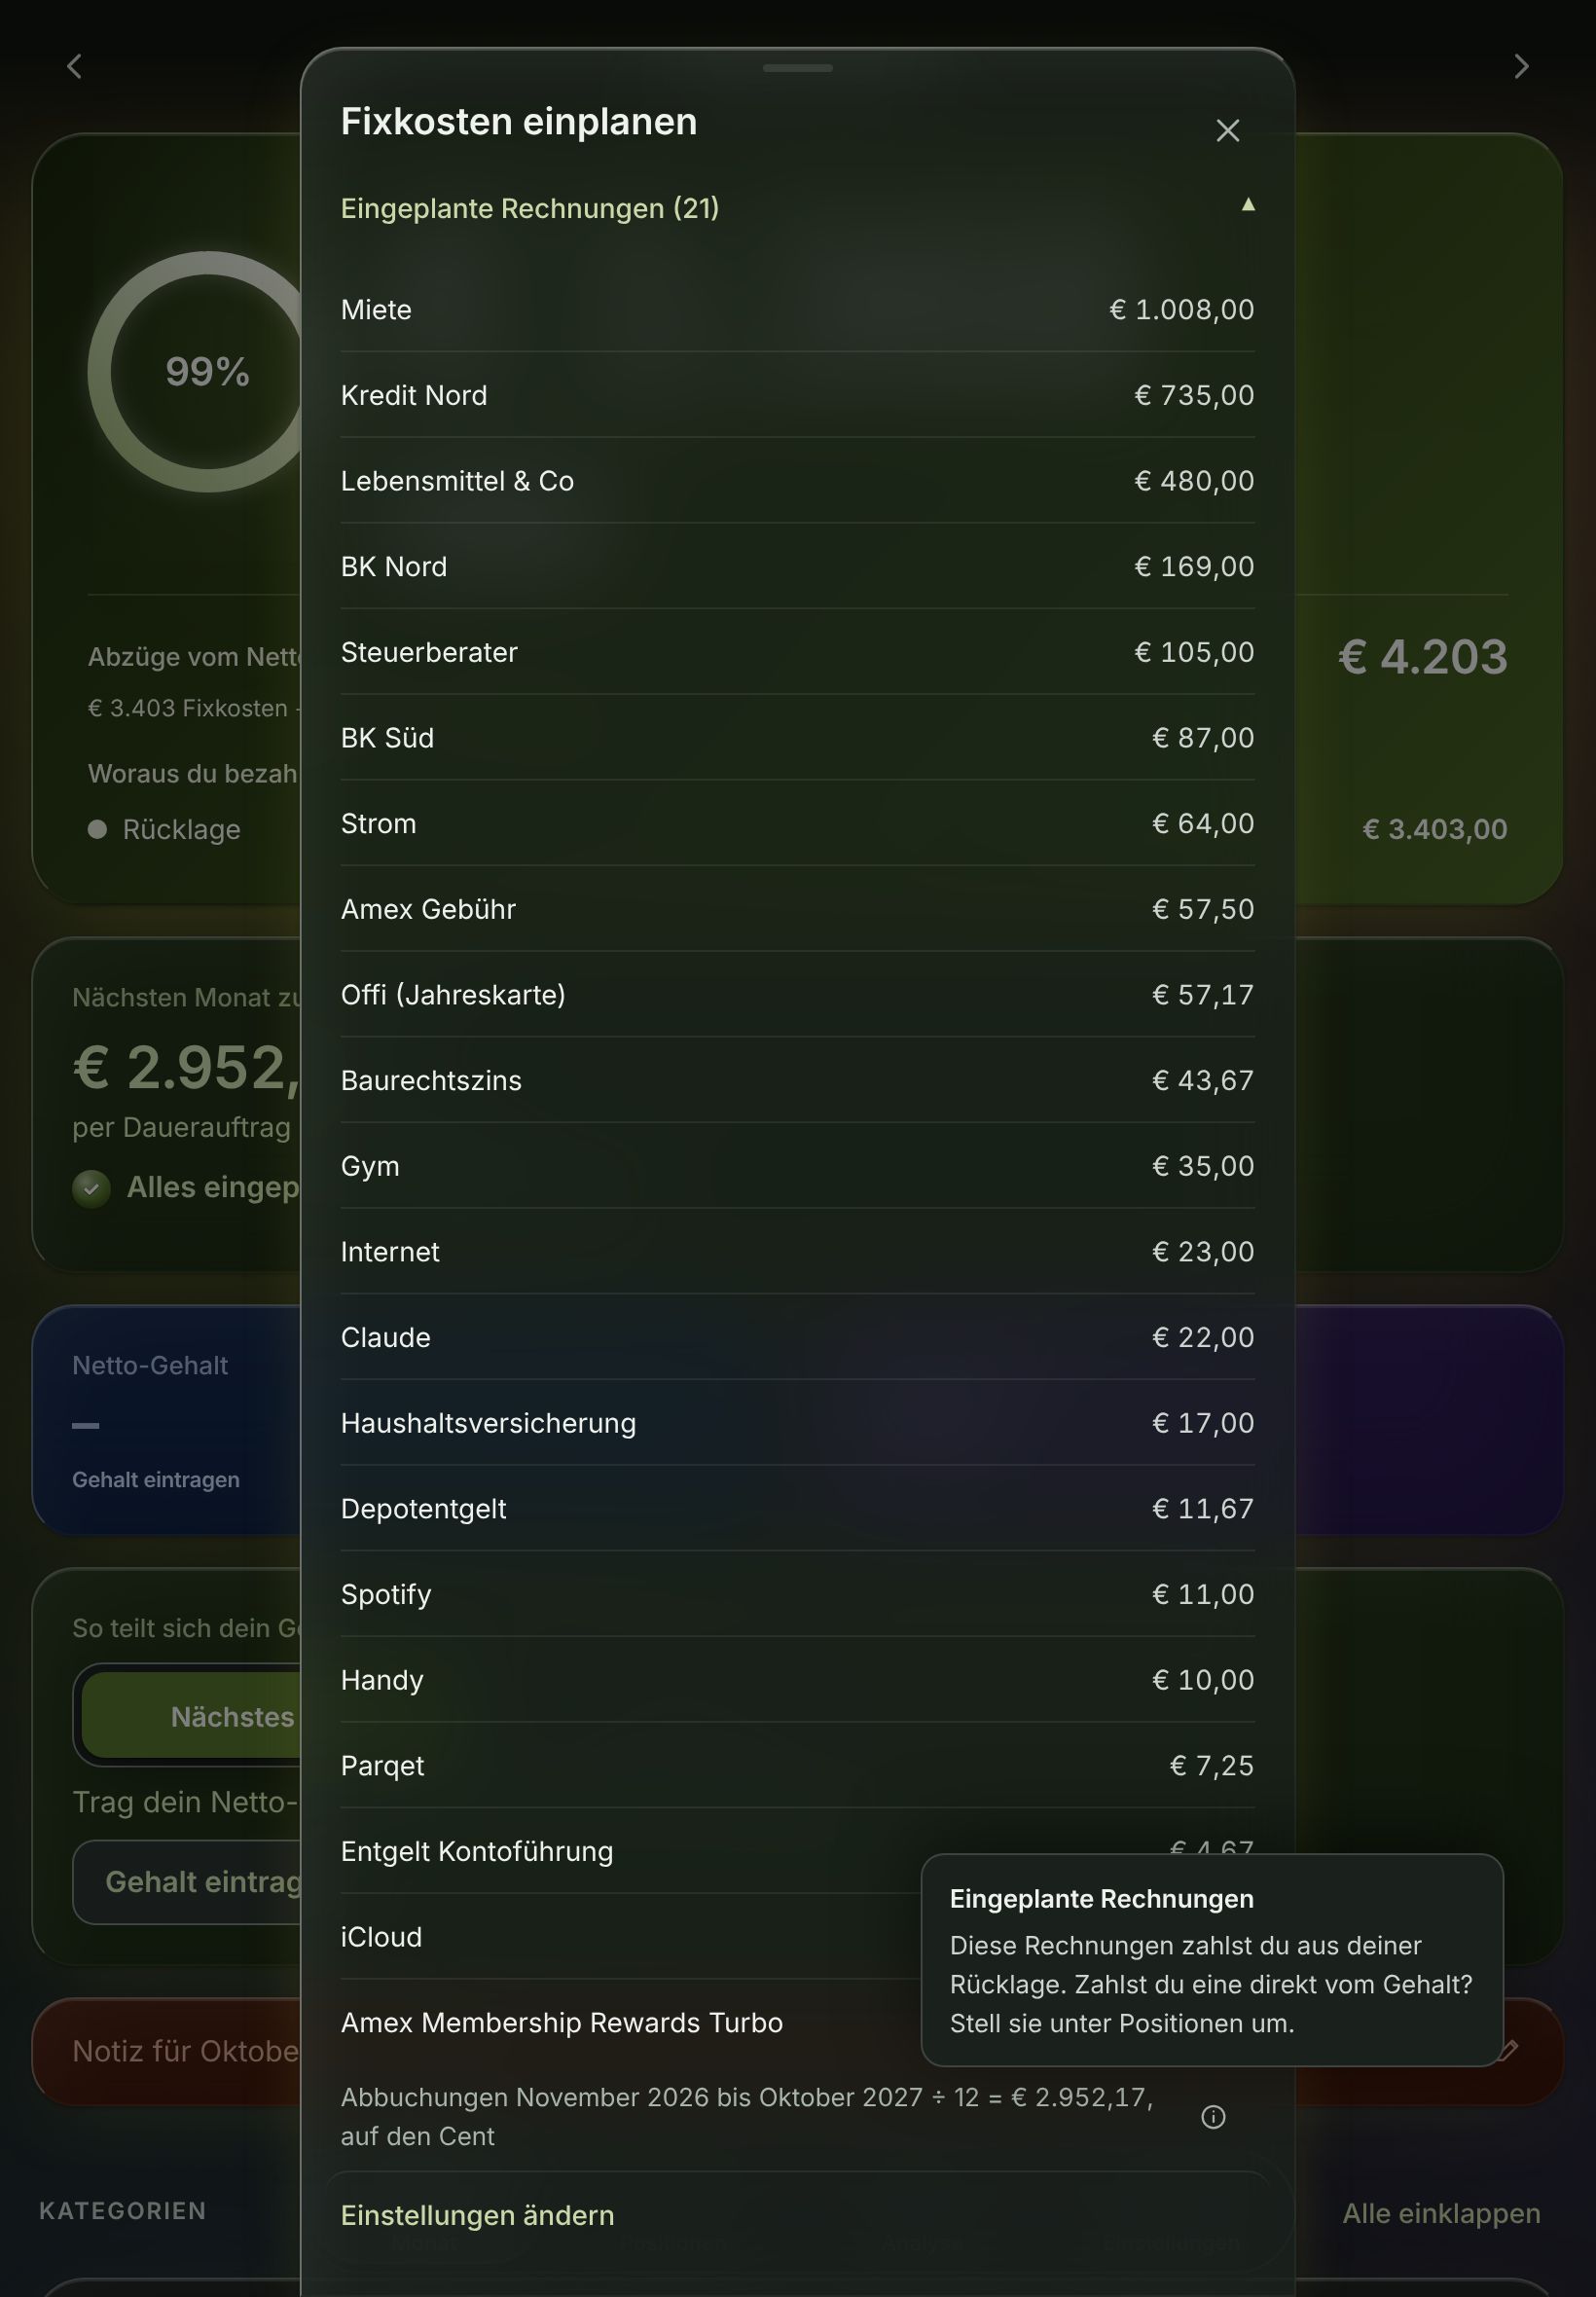 Fixkosten einplanen
Eingeplante Rechnungen (21)
▲
Miete
€ 1.008,00
Kredit Nord
€ 735,00
Lebensmittel & Co
€ 480,00
BK Nord
€ 169,00
Steuerberater
€ 105,00
BK Süd
€ 87,00
Strom
€ 64,00
Amex Gebühr
€ 57,50
Offi (Jahreskarte)
€ 57,17
Baurechtszins
€ 43,67
Gym
€ 35,00
Internet
€ 23,00
Claude
€ 22,00
Haushaltsversicherung
€ 17,00
Depotentgelt
€ 11,67
Spotify
€ 11,00
Handy
€ 10,00
Parqet
€ 7,25
Entgelt Kontoführung
€ 4,67
iCloud
Amex Membership Rewards Turbo
Eingeplante Rechnungen
Diese Rechnungen zahlst du aus deiner
Rücklage. Zahlst du eine direkt vom Gehalt?
Stell sie unter Positionen um.
Abbuchungen November 2026 bis Oktober 2027 ÷ 12 = € 2.952,17,
auf den Cent
Einstellungen ändern
99%
Abzüge vom
€ 4.203
€ 3.403 Fixkosten
Woraus du
Rücklage
€ 3.403,00
Nächsten Monat
€ 2.952,
per Dauerauftrag
Alles
Netto-Gehalt
–
Gehalt eintragen
So teilt sich dein
Nächstes
Trag dein Netto-
Gehalt
Notiz für
KATEGORIEN
Alle einklappen